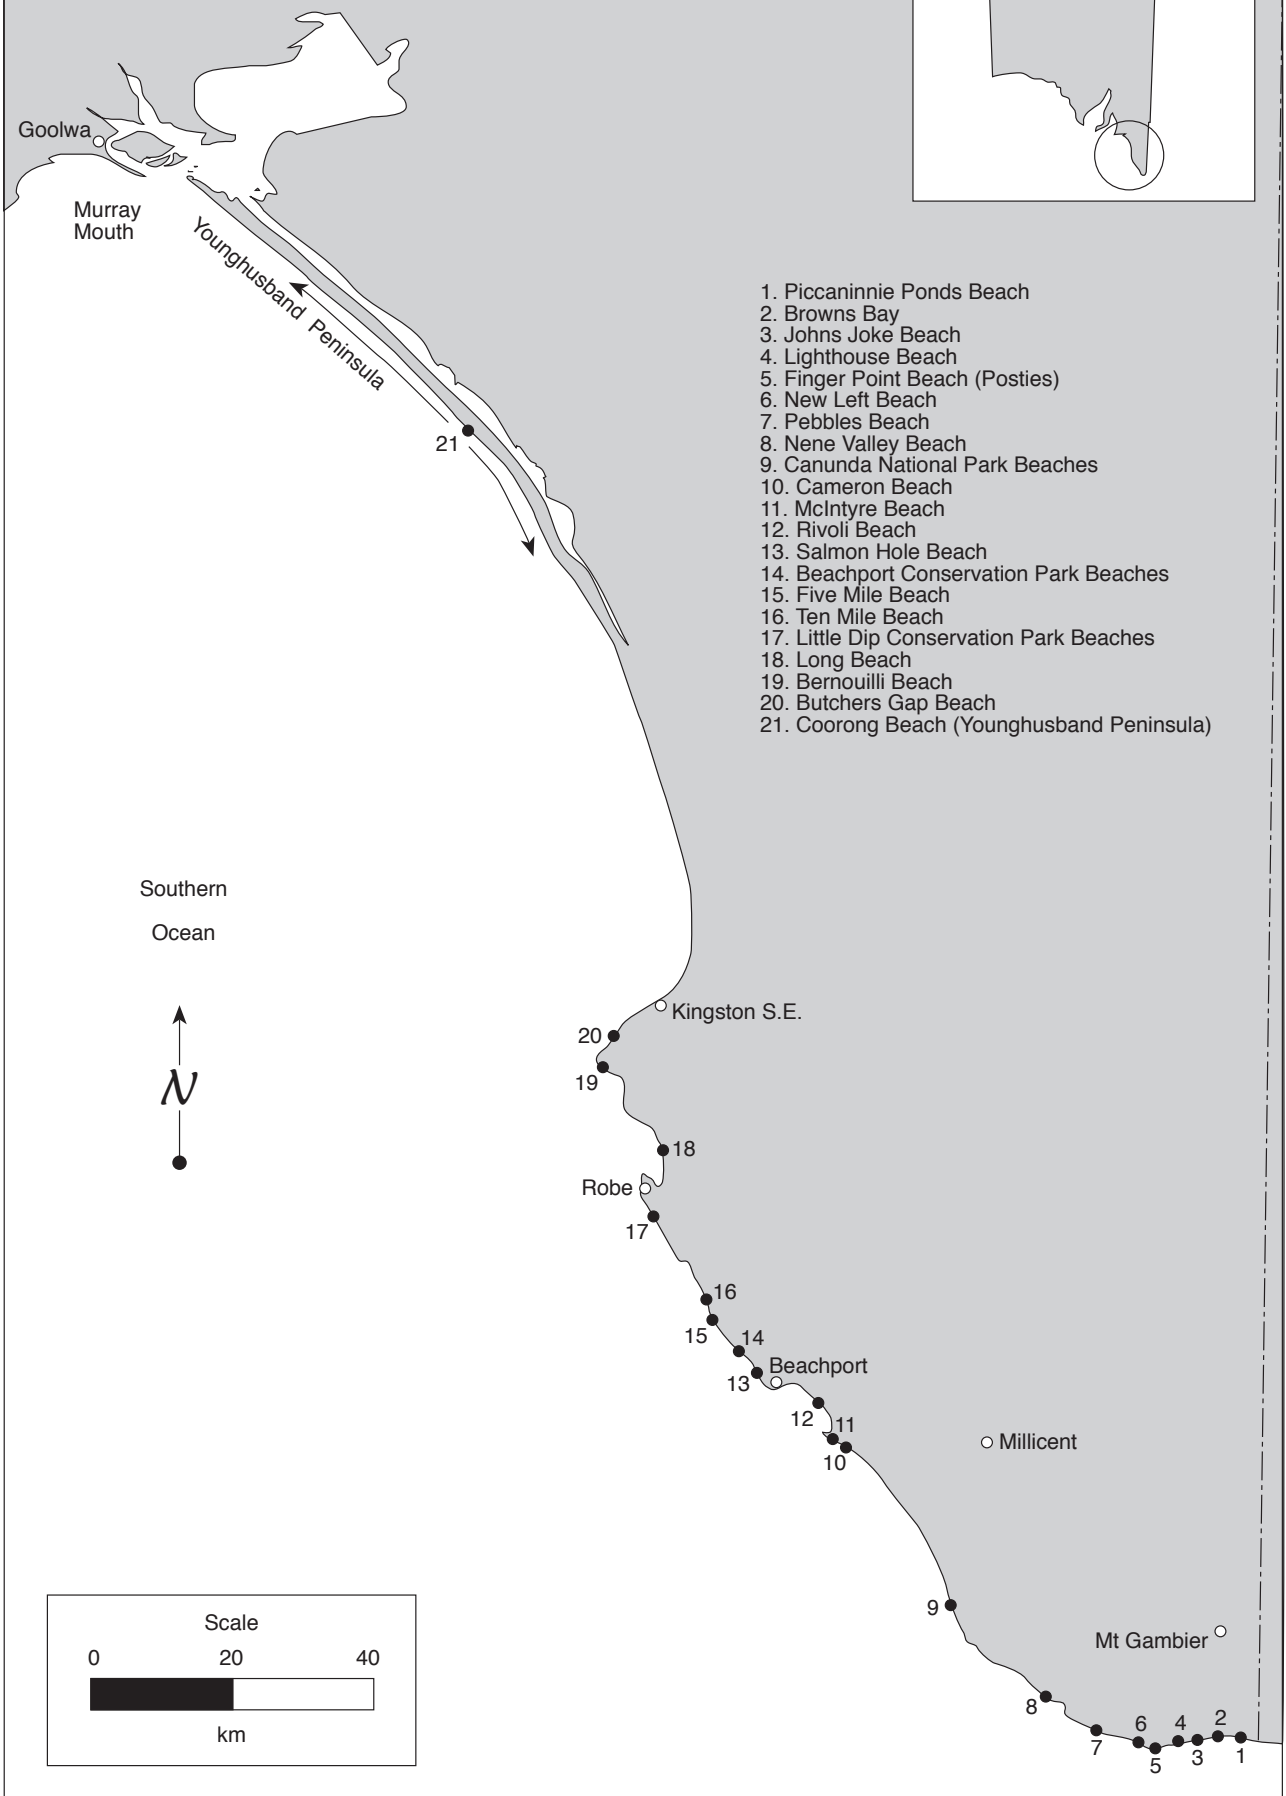 Goolwa
Murray
Mouth
Younghusband Peninsula
21
1. Piccaninnie Ponds Beach
2. Browns Bay
3. Johns Joke Beach
4. Lighthouse Beach
5. Finger Point Beach (Posties)
6. New Left Beach
7. Pebbles Beach
8. Nene Valley Beach
9. Canunda National Park Beaches
10. Cameron Beach
11. McIntyre Beach
12. Rivoli Beach
13. Salmon Hole Beach
14. Beachport Conservation Park Beaches
15. Five Mile Beach
16. Ten Mile Beach
17. Little Dip Conservation Park Beaches
18. Long Beach
19. Bernouilli Beach
20. Butchers Gap Beach
21. Coorong Beach (Younghusband Peninsula)
Southern
Ocean
N
Kingston S.E.
20
19
18
Robe
17
16
15
14
Beachport
13
12
11
10
Millicent
9
Mt Gambier
8
7
6
5
4
3
2
1
Scale
0 20 40
km